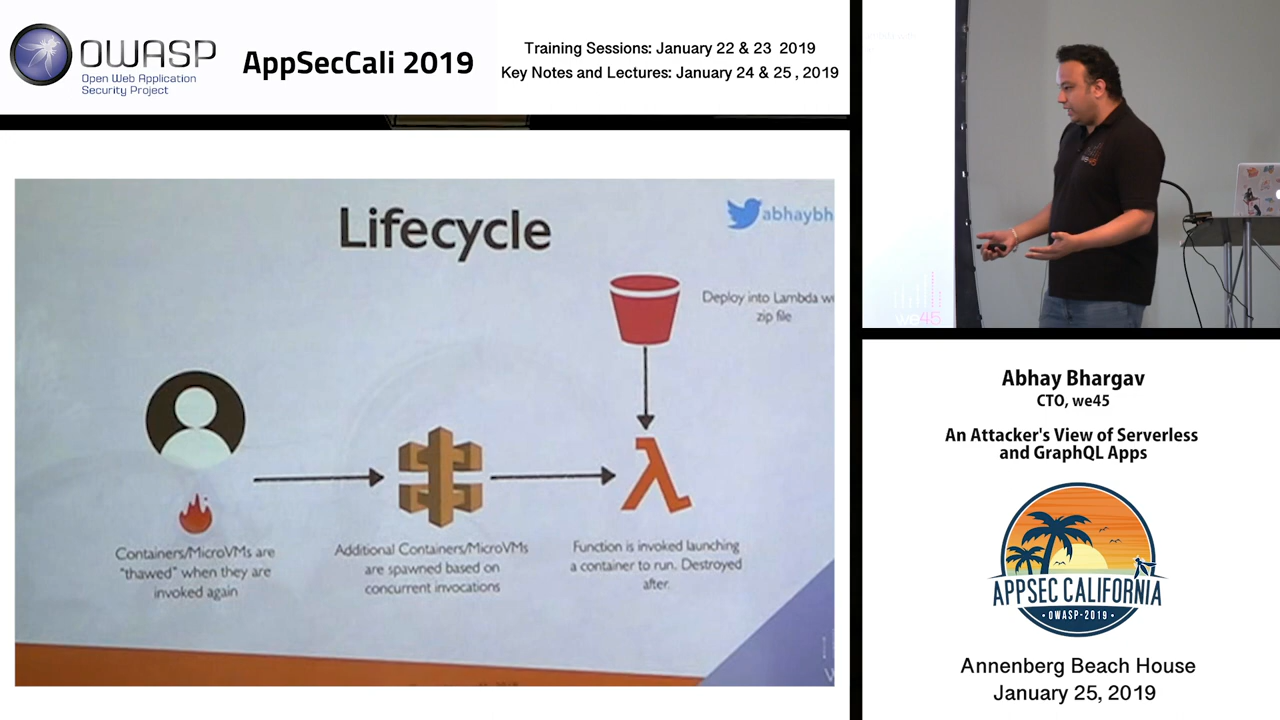 OWASP
Open Web Application
Security Project
AppSecCali 2019
Training Sessions: January 22 & 23 2019
Key Notes and Lectures: January 24 & 25 , 2019
Lifecycle
abhaybh
Deploy into Lambda
zip file
Containers/MicroVMs are
"thawed" when they are
invoked again
Additional Containers/MicroVMs
are spawned based on
concurrent invocations
Function is invoked launching
a container to run. Destroyed
after.
we45
we45
Abhay Bhargav
CTO, we45
An Attacker's View of Serverless
and GraphQL Apps
APPSEC CALIFORNIA
• OWASP-2019 •
Annenberg Beach House
January 25, 2019